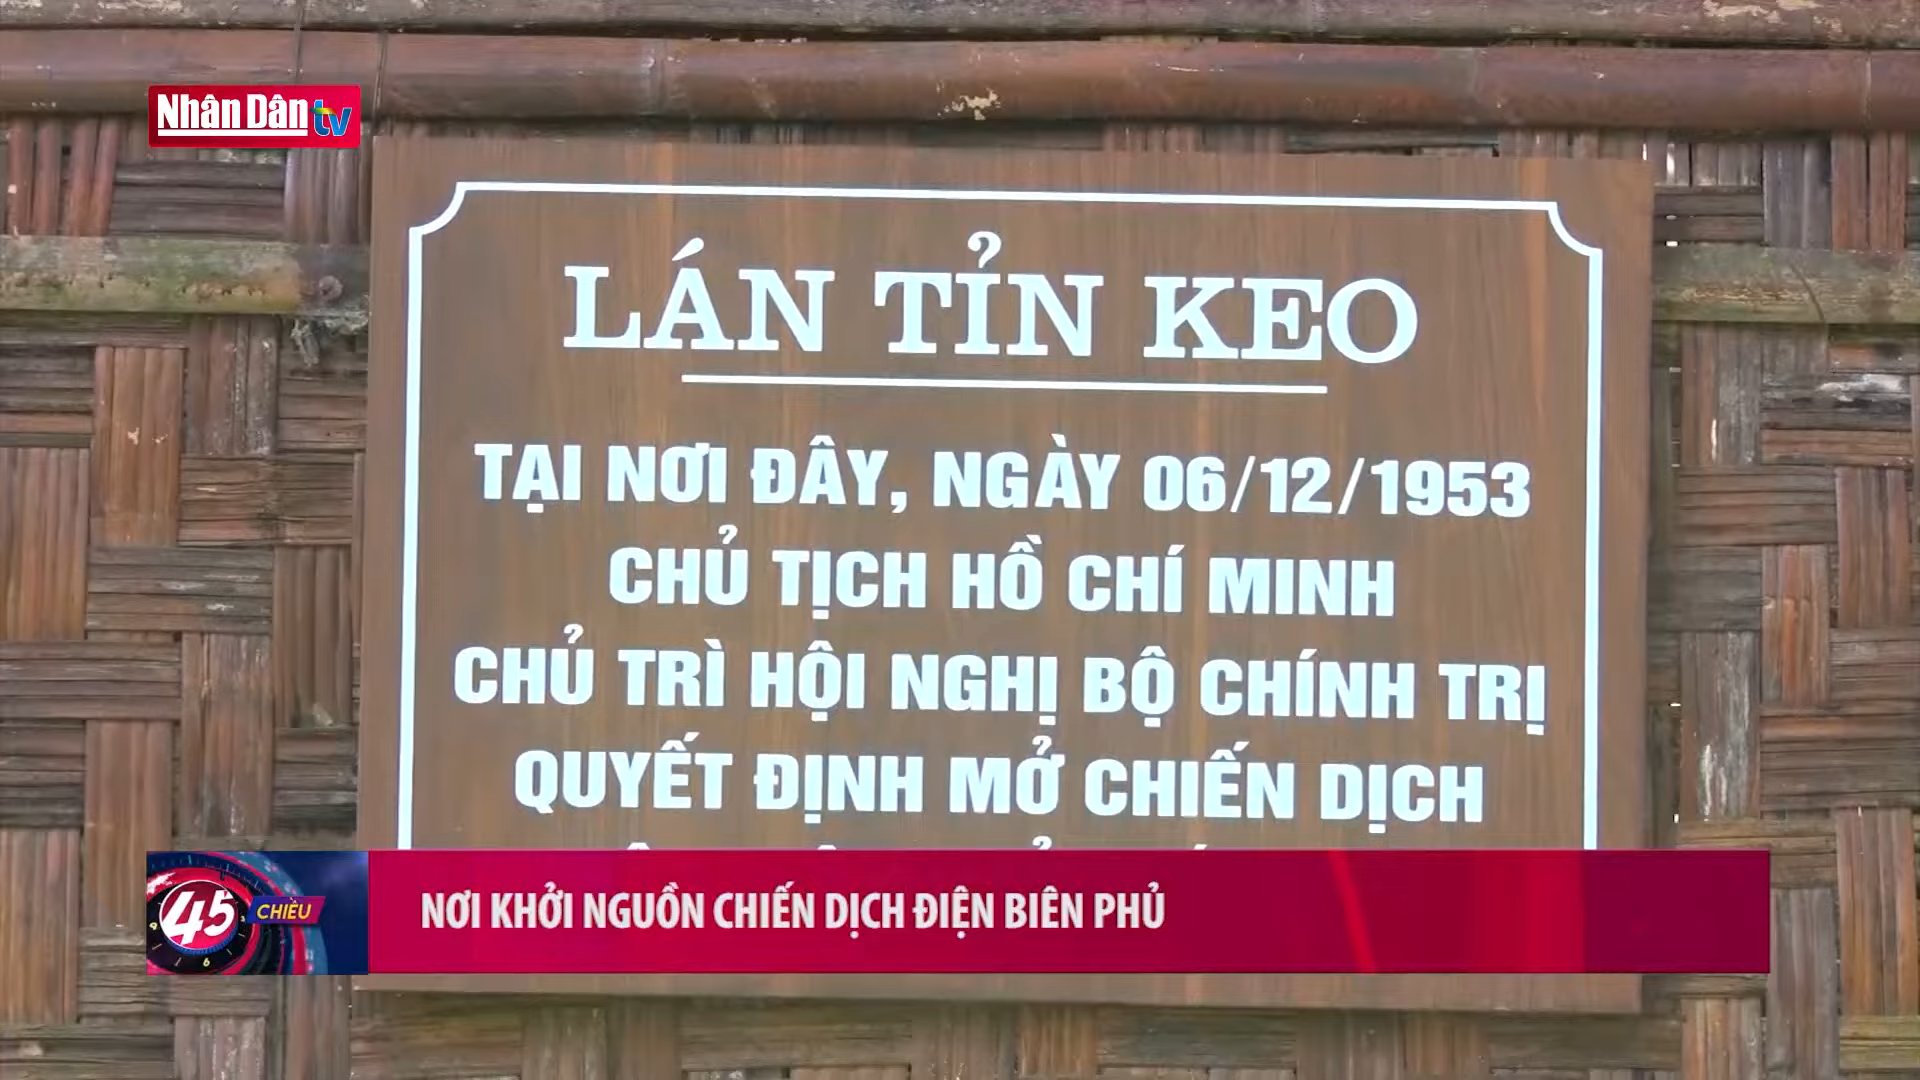 Nhân Dân tv
LÁN TỈN KEO
TẠI NƠI ĐÂY, NGÀY 06/12/1953
CHỦ TỊCH HỒ CHÍ MINH
CHỦ TRÌ HỘI NGHỊ BỘ CHÍNH TRỊ
QUYẾT ĐỊNH MỞ CHIẾN DỊCH
45 CHIỀU
9
6
NƠI KHỞI NGUỒN CHIẾN DỊCH ĐIỆN BIÊN PHỦ